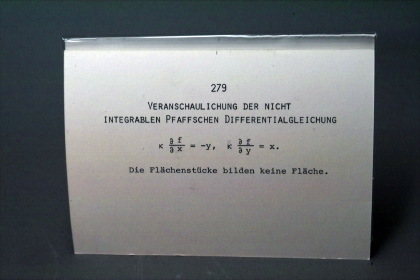 279
VERANSCHAULICHUNG DER NICHT
INTEGRABLEN PFAFFSCHEN DIFFERENTIALGLEICHUNG
κ ∂f/∂x = -y, κ ∂f/∂y = x.
Die Flächenstücke bilden keine Fläche.